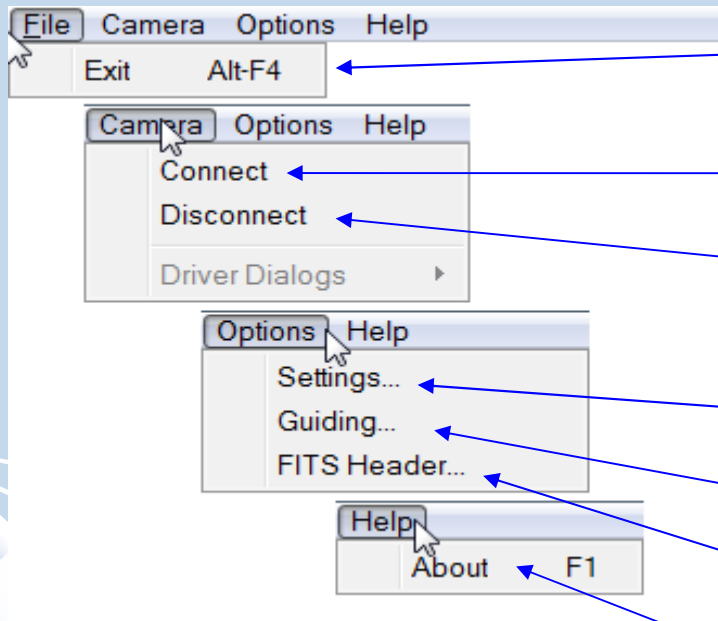 File Camera Options Help
Exit Alt-F4
Camera Options Help
Connect
Disconnect
Driver Dialogs
Options Help
Settings...
Guiding...
FITS Header...
Help
About F1